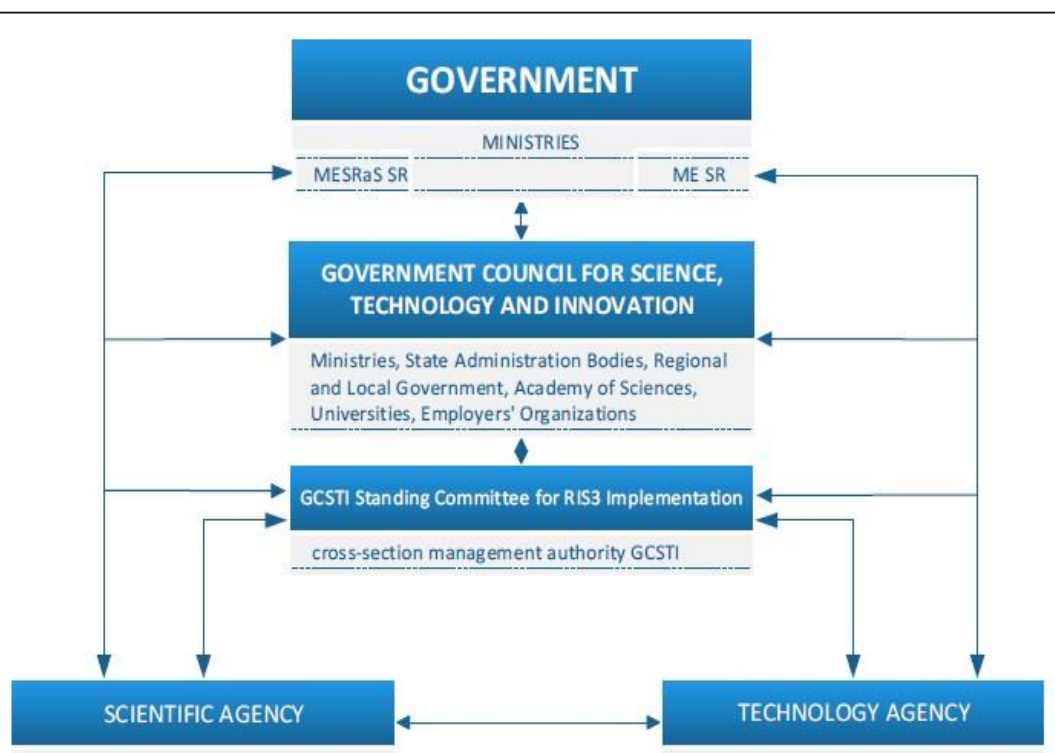 GOVERNMENT
MINISTRIES
MESRaS SR
ME SR
GOVERNMENT COUNCIL FOR SCIENCE,
TECHNOLOGY AND INNOVATION
Ministries, State Administration Bodies, Regional
and Local Government, Academy of Sciences,
Universities, Employers' Organizations
GCSTI Standing Committee for RIS3 Implementation
cross-section management authority GCSTI
SCIENTIFIC AGENCY
TECHNOLOGY AGENCY